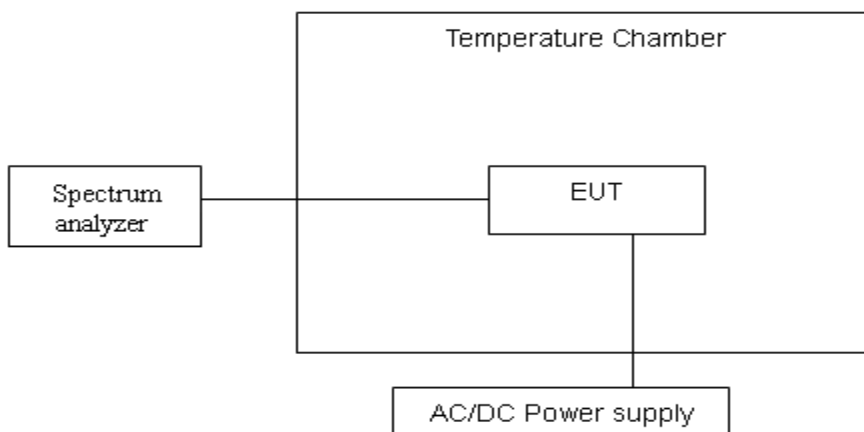 Temperature Chamber
Spectrum
analyzer
EUT
AC/DC Power supply